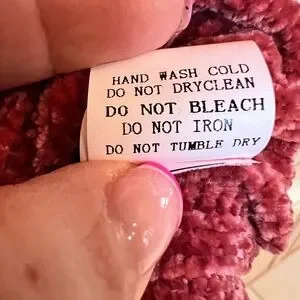 HAND WASH COLD
DO NOT DRYCLEAN
DO NOT BLEACH
DO NOT IRON
DO NOT TUMBLE DRY